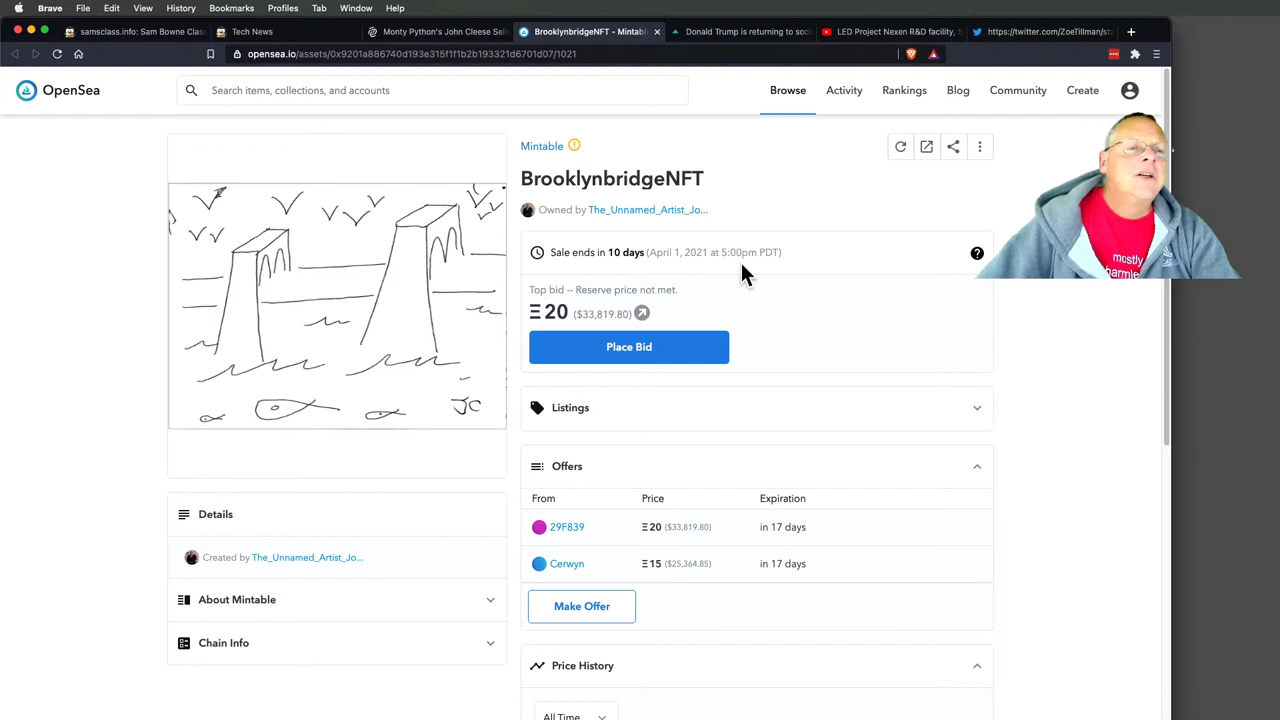 Brave File Edit View History Bookmarks Profiles Tab Window Help
samsclass.info: Sam Bowne Clas Tech News Monty Python's John Cleese Sell BrooklynbridgeNFT - Mintabl Donald Trump is returning to soc LED Project Nexen R&D facility, S https://twitter.com/ZoeTillman/st
opensea.io/assets/0x9201a886740d193e315f1f1b2b193321d6701d07/1021
OpenSea Search items, collections, and accounts Browse Activity Rankings Blog Community Create
Mintable
BrooklynbridgeNFT
Owned by The_Unnamed_Artist_Jo...
Sale ends in 10 days (April 1, 2021 at 5:00pm PDT)
Top bid -- Reserve price not met.
Ξ 20 ($33,819.80)
Place Bid
Listings
Offers
From Price Expiration
29F839 Ξ 20 ($33,819.80) in 17 days
Cerwyn Ξ 15 ($25,364.85) in 17 days
Make Offer
Price History
All Time
JC
Details
Created by The_Unnamed_Artist_Jo...
About Mintable
Chain Info
mostly
harmle